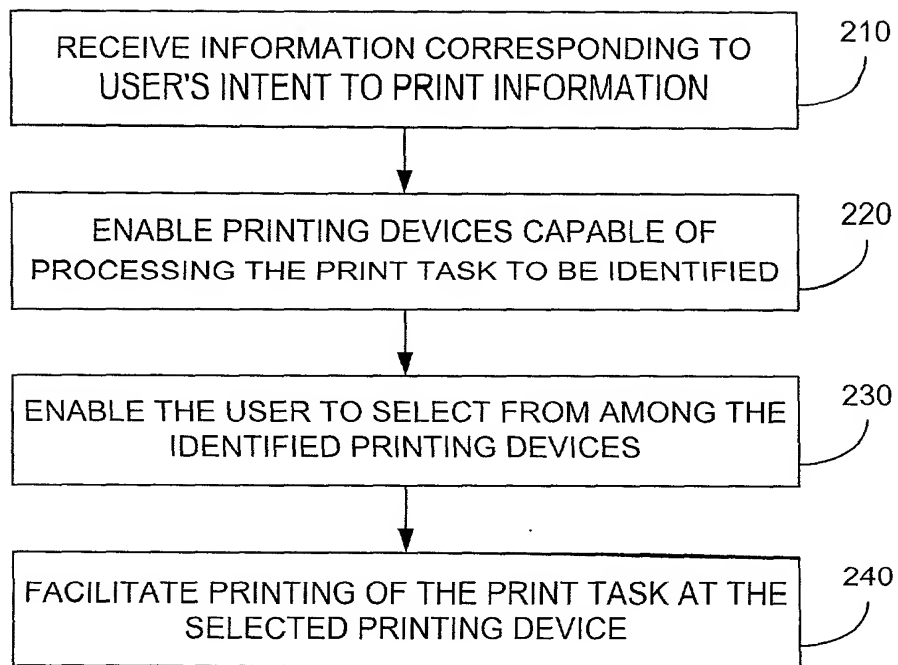 RECEIVE INFORMATION CORRESPONDING TO
USER'S INTENT TO PRINT INFORMATION
210
ENABLE PRINTING DEVICES CAPABLE OF
PROCESSING THE PRINT TASK TO BE IDENTIFIED
220
ENABLE THE USER TO SELECT FROM AMONG THE
IDENTIFIED PRINTING DEVICES
230
FACILITATE PRINTING OF THE PRINT TASK AT THE
SELECTED PRINTING DEVICE
240